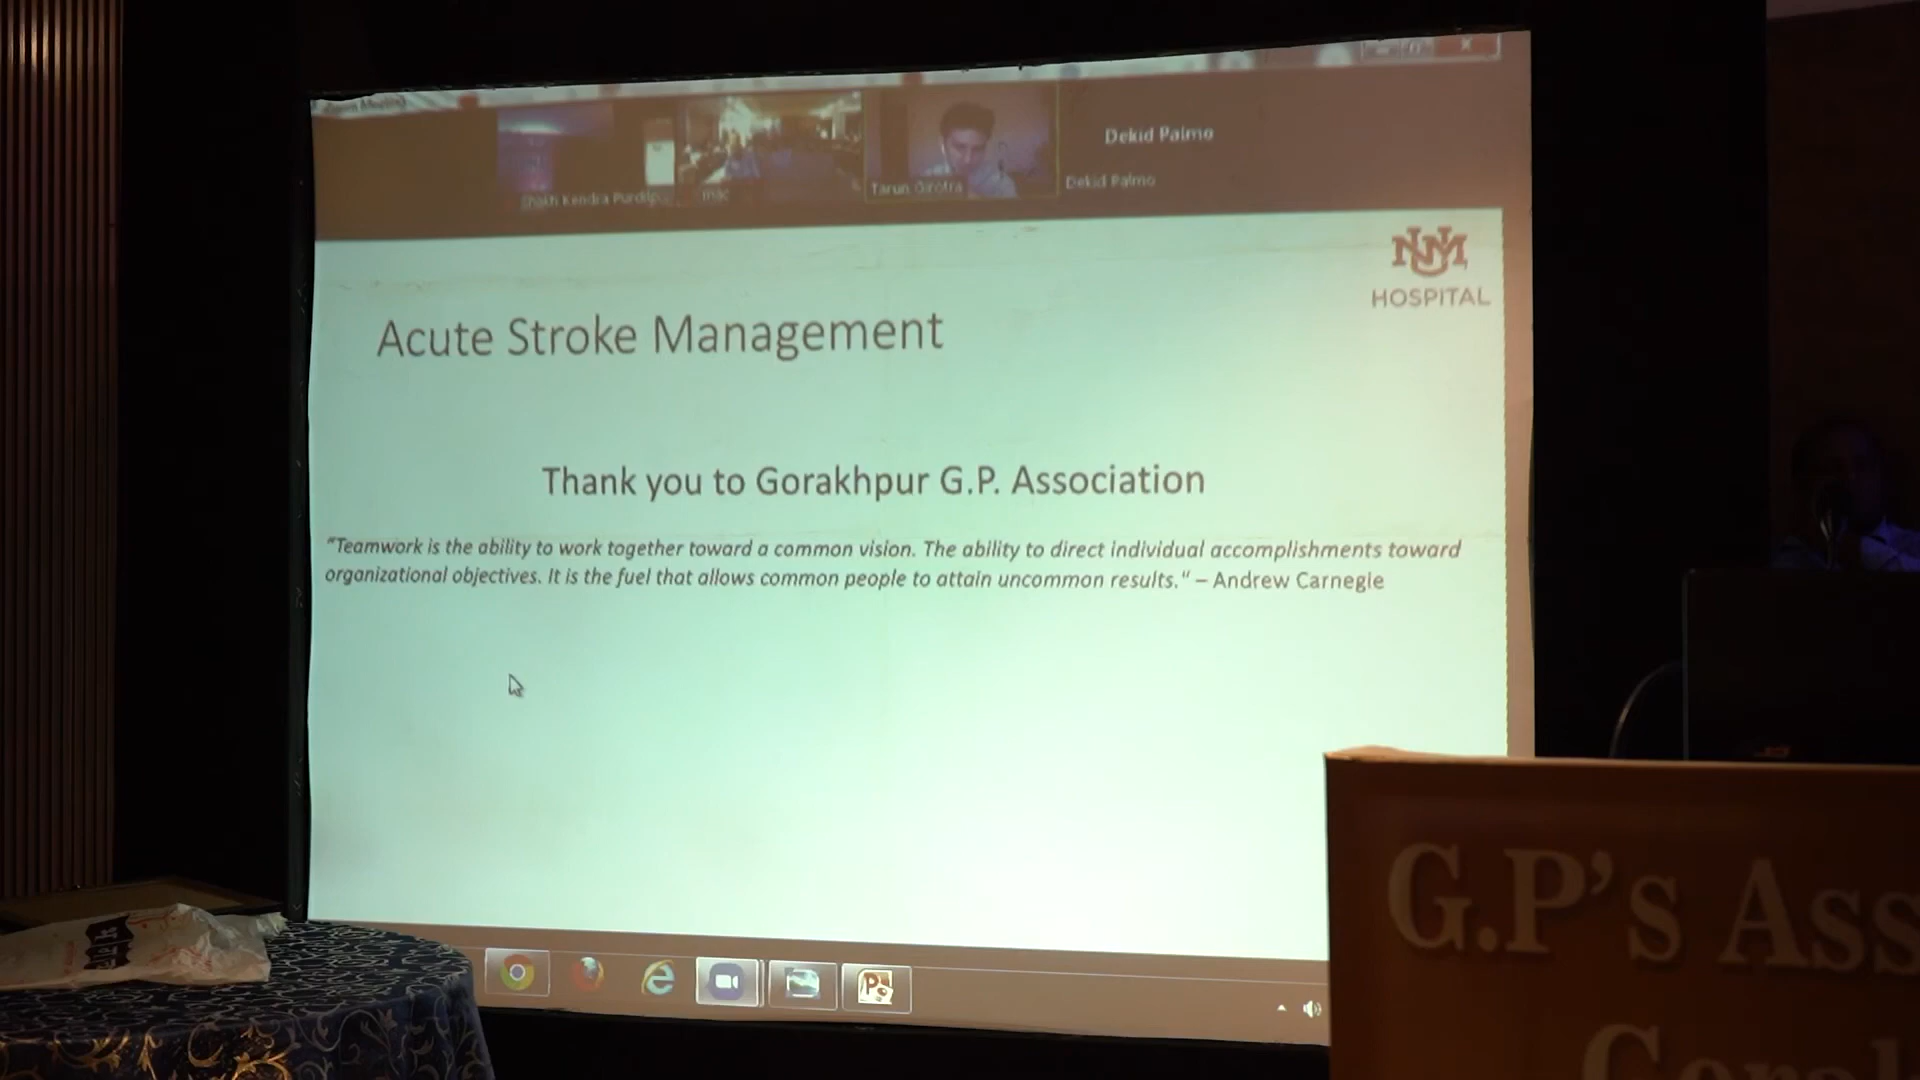 Dekid Palmo
Tarun Girotra
Dekid Palmo
UNM
HOSPITAL
Acute Stroke Management
Thank you to Gorakhpur G.P. Association
"Teamwork is the ability to work together toward a common vision. The ability to direct individual accomplishments toward
organizational objectives. It is the fuel that allows common people to attain uncommon results." – Andrew Carnegie
G.P's Ass